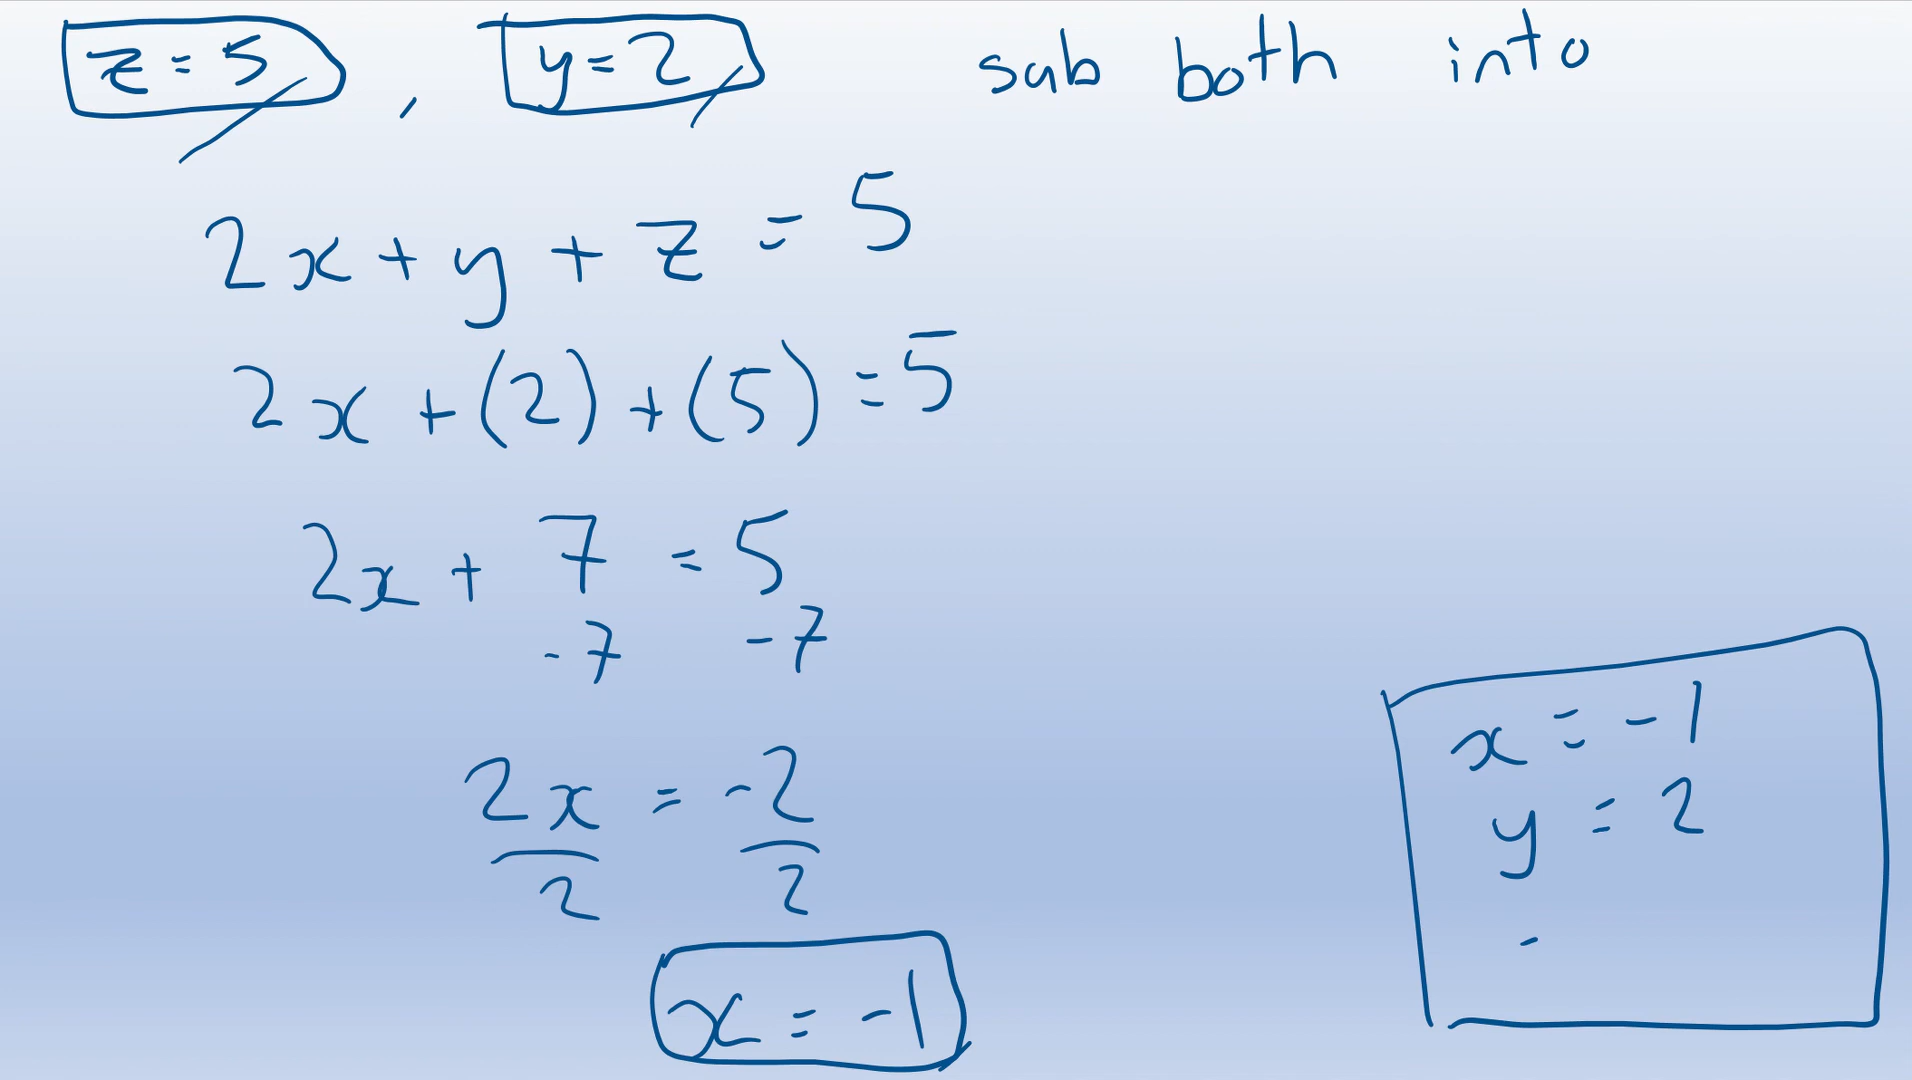 z = 5 , y = 2 sub both into
2x + y + z = 5
2x + (2) + (5) = 5
2x + 7 = 5
-7 -7
2x = -2
2 2
x = -1
x = -1
y = 2
-